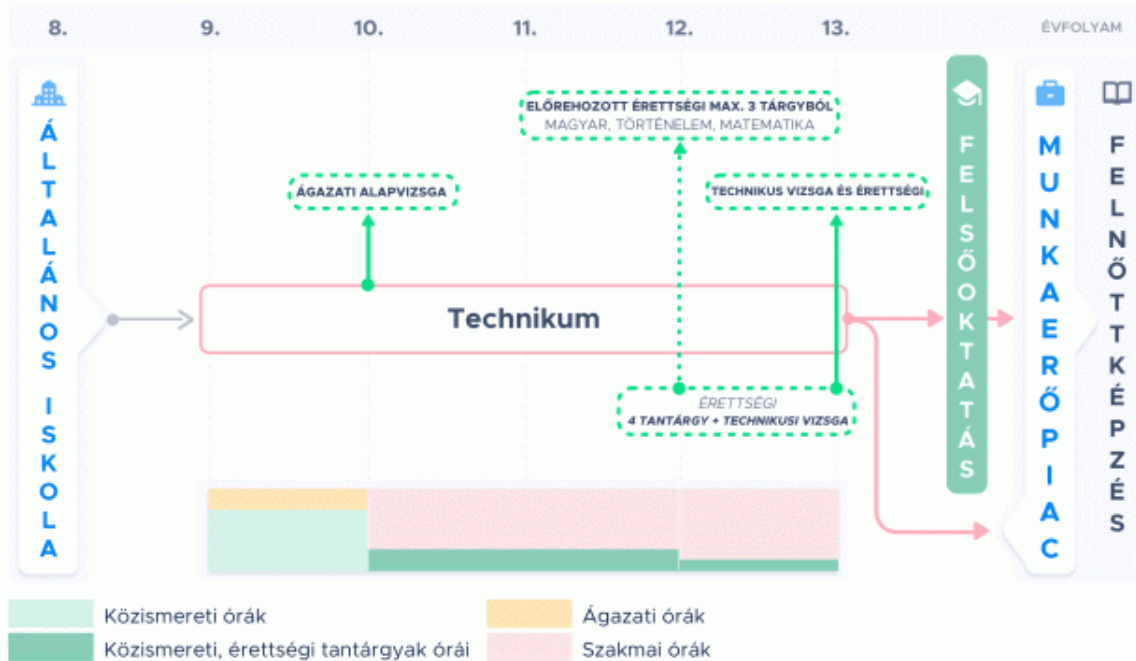 8. 9. 10. 11. 12. 13. ÉVFOLYAM
ÁLTALÁNOS ISKOLA
ELŐREHOZOTT ÉRETTSÉGI MAX. 3 TÁRGYBÓL
MAGYAR, TÖRTÉNELEM, MATEMATIKA
ÁGAZATI ALAPVIZSGA
TECHNIKUS VIZSGA ÉS ÉRETTSÉGI
Technikum
ÉRETTSÉGI
4 TANTÁRGY + TECHNIKUSI VIZSGA
FELSŐOKTATÁS
MUNKAERŐPIAC
FELNŐTTKÉPZÉS
Közismereti órák
Ágazati órák
Közismereti, érettségi tantárgyak órái
Szakmai órák